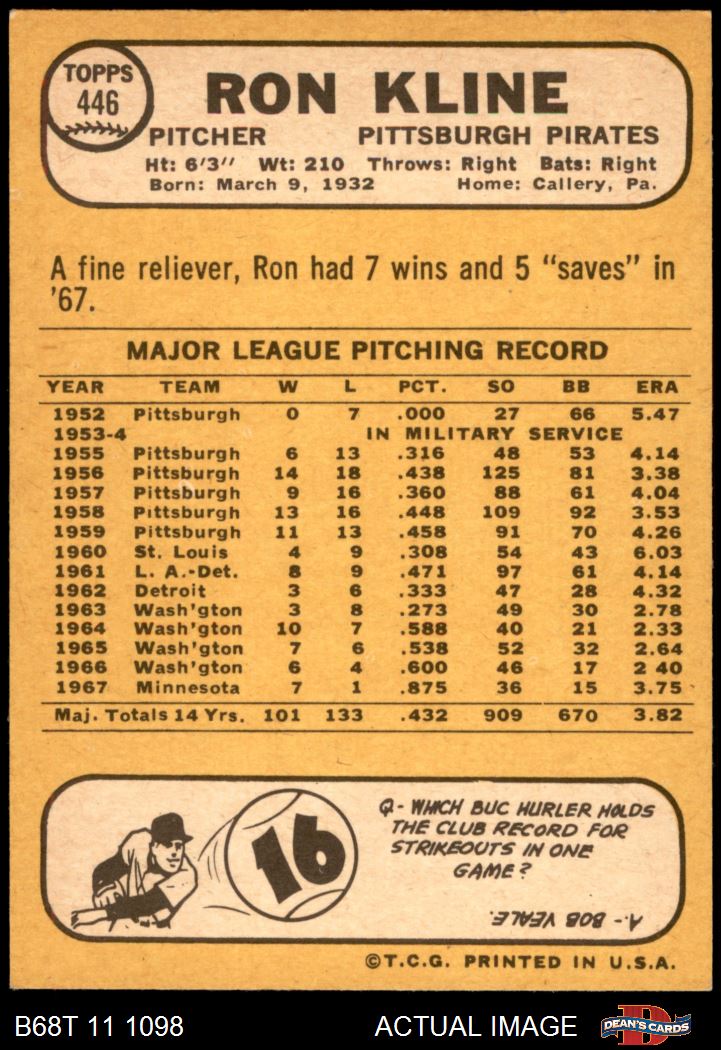 TOPPS
446
RON KLINE
PITCHER PITTSBURGH PIRATES
Ht: 6'3" Wt: 210 Throws: Right Bats: Right
Born: March 9, 1932 Home: Callery, Pa.
A fine reliever, Ron had 7 wins and 5 "saves" in
'67.
MAJOR LEAGUE PITCHING RECORD
YEAR TEAM W L PCT. SO BB ERA
1952 Pittsburgh 0 7 .000 27 66 5.47
1953-4 IN MILITARY SERVICE
1955 Pittsburgh 6 13 .316 48 53 4.14
1956 Pittsburgh 14 18 .438 125 81 3.38
1957 Pittsburgh 9 16 .360 88 61 4.04
1958 Pittsburgh 13 16 .448 109 92 3.53
1959 Pittsburgh 11 13 .458 91 70 4.26
1960 St. Louis 4 9 .308 54 43 6.03
1961 L. A.-Det. 8 9 .471 97 61 4.14
1962 Detroit 3 6 .333 47 28 4.32
1963 Wash'gton 3 8 .273 49 30 2.78
1964 Wash'gton 10 7 .588 40 21 2.33
1965 Wash'gton 7 6 .538 52 32 2.64
1966 Wash'gton 6 4 .600 46 17 2 40
1967 Minnesota 7 1 .875 36 15 3.75
Maj. Totals 14 Yrs. 101 133 .432 909 670 3.82
16
Q- WHICH BUC HURLER HOLDS
THE CLUB RECORD FOR
STRIKEOUTS IN ONE
GAME?
A.- BOB VEALE.
©T.C.G. PRINTED IN U.S.A.
B68T 11 1098 ACTUAL IMAGE
D
DEAN'S CARDS